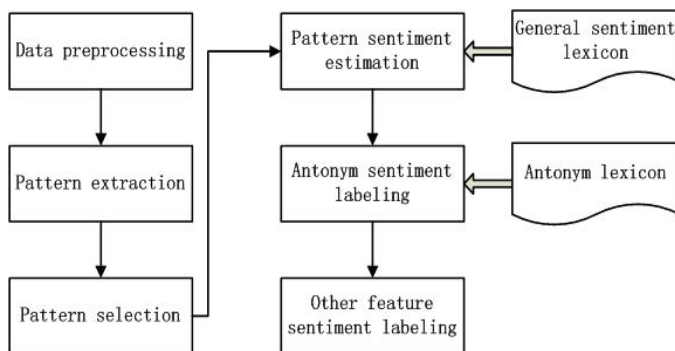 Data preprocessing
Pattern extraction
Pattern selection
Pattern sentiment
estimation
Antonym sentiment
labeling
Other feature
sentiment labeling
General sentiment
lexicon
Antonym lexicon